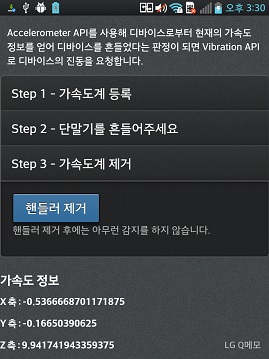 오후 3:30
Accelerometer API를 사용해 디바이스로부터 현재의 가속도
정보를 얻어 디바이스를 흔들었다는 판정이 되면 Vibration API
로 디바이스의 진동을 요청합니다.
Step 1 - 가속도계 등록
Step 2 - 단말기를 흔들어주세요
Step 3 - 가속도계 제거
핸들러 제거
핸들러 제거 후에는 아무런 감지를 하지 않습니다.
가속도 정보
X축:-0.5366668701171875
Y축:-0.16650390625
Z축:9.941741943359375
LG Q메모